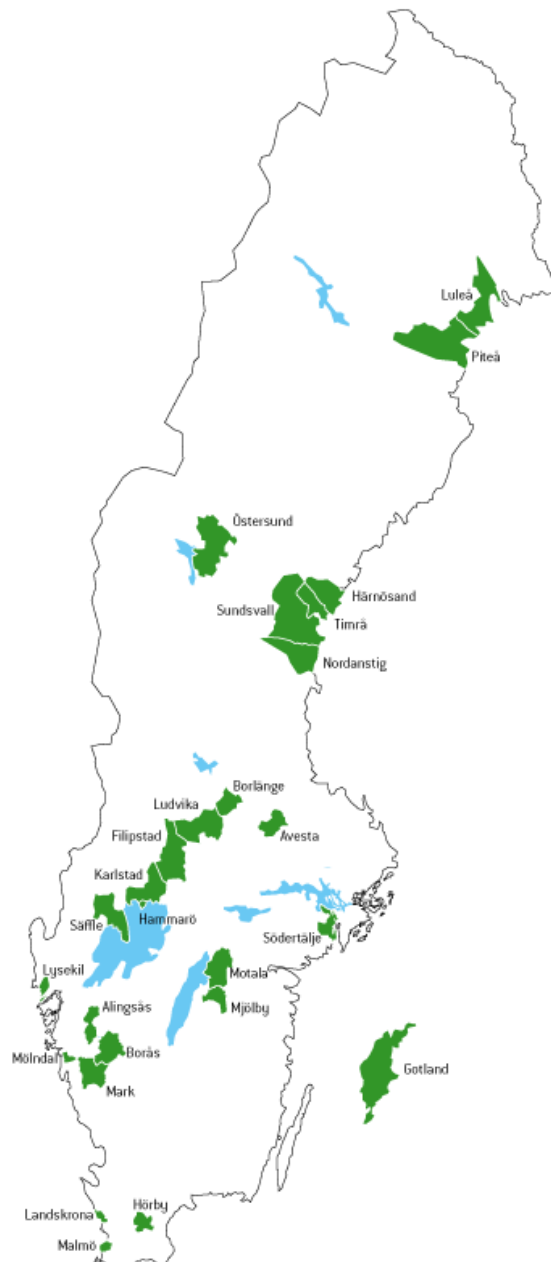 Luleå
Piteå
Östersund
Härnösand
Sundsvall
Timrå
Nordanstig
Borlänge
Ludvika
Filipstad
Avesta
Karlstad
Hammarö
Säffle
Södertälje
Lysekil
Motala
Alingsås
Mjölby
Borås
Mölndal
Gotland
Mark
Hörby
Landskrona
Malmö